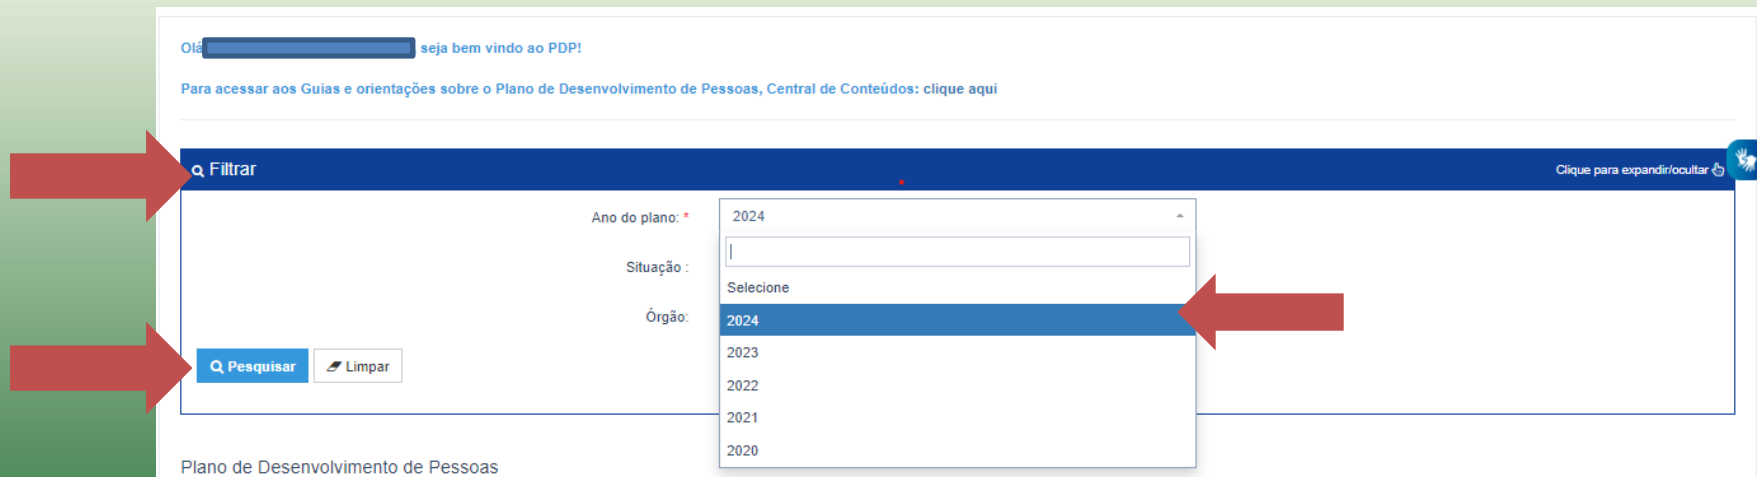 Olá seja bem vindo ao PDP!
Para acessar aos Guias e orientações sobre o Plano de Desenvolvimento de Pessoas, Central de Conteúdos: clique aqui
Filtrar
Clique para expandir/ocultar
Ano do plano: *
2024
Situação :
Selecione
Órgão:
2024
2023
Pesquisar
Limpar
2022
2021
2020
Plano de Desenvolvimento de Pessoas